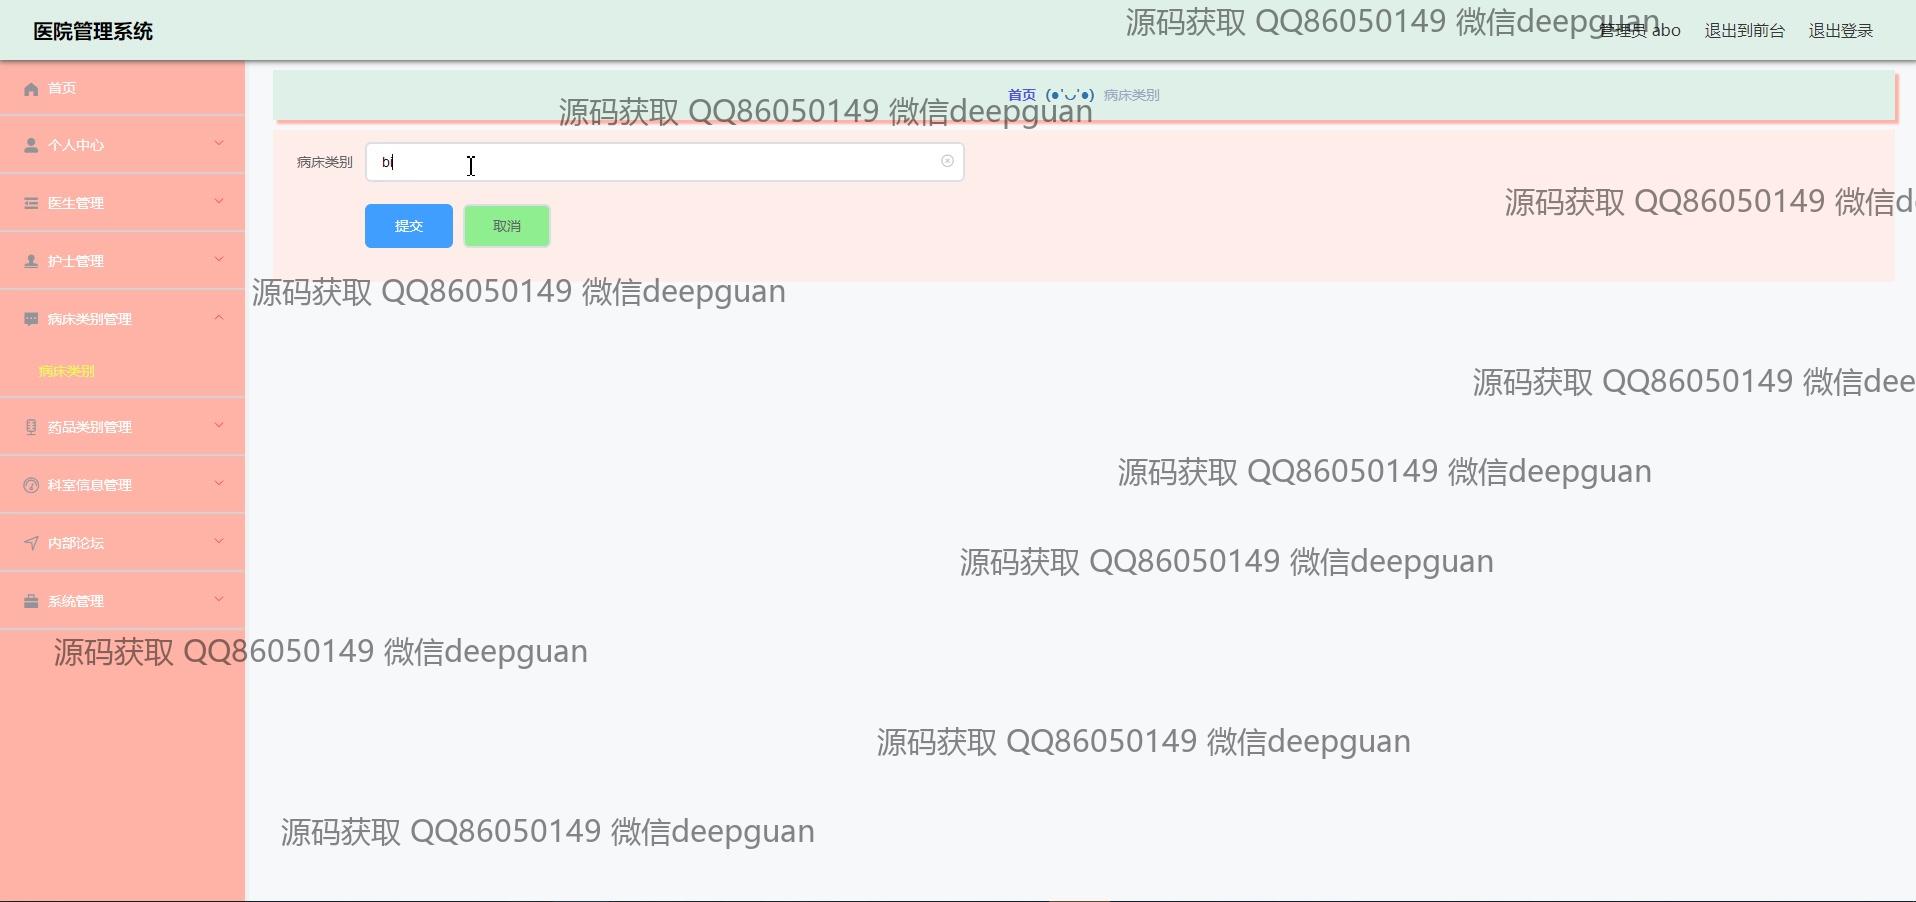 医院管理系统
源码获取 QQ86050149 微信deepguan
管理员 abo
退出到前台
退出登录
首页
个人中心
医生管理
护士管理
病床类别管理
病床类别
药品类别管理
科室信息管理
内部论坛
系统管理
首页 (●'◡'●) 病床类别
源码获取 QQ86050149 微信deepguan
病床类别
bi
提交
取消
源码获取 QQ86050149 微信d
源码获取 QQ86050149 微信deepguan
源码获取 QQ86050149 微信dee
源码获取 QQ86050149 微信deepguan
源码获取 QQ86050149 微信deepguan
源码获取 QQ86050149 微信deepguan
源码获取 QQ86050149 微信deepguan
源码获取 QQ86050149 微信deepguan